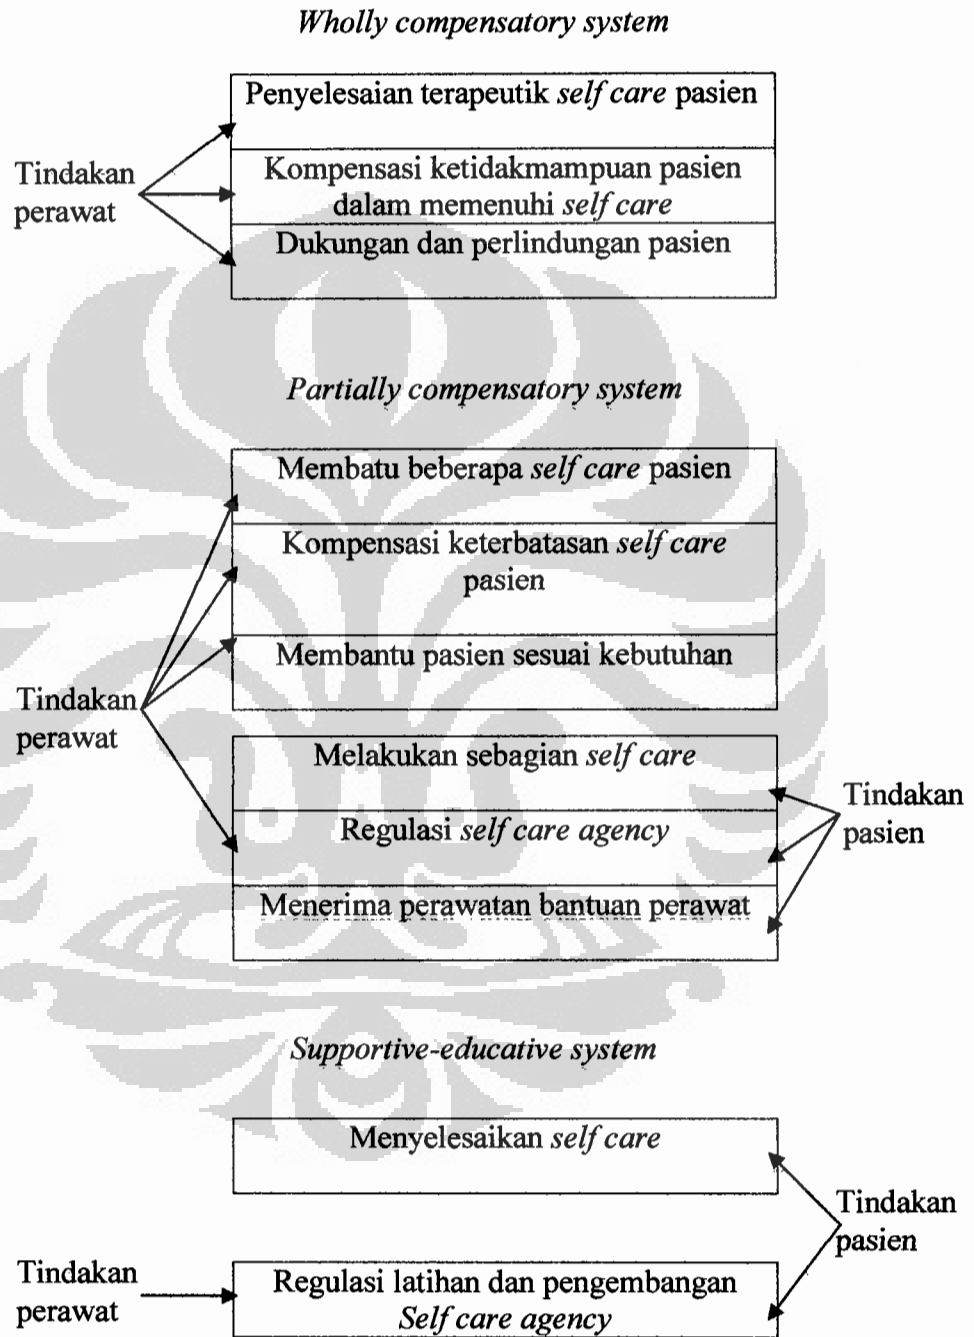 Wholly compensatory system
Penyelesaian terapeutik self care pasien
Tindakan
perawat
Kompensasi ketidakmampuan pasien
dalam memenuhi self care
Dukungan dan perlindungan pasien
Partially compensatory system
Membatu beberapa self care pasien
Kompensasi keterbatasan self care
pasien
Membantu pasien sesuai kebutuhan
Tindakan
perawat
Melakukan sebagian self care
Regulasi self care agency
Menerima perawatan bantuan perawat
Tindakan
pasien
Supportive-educative system
Menyelesaikan self care
Tindakan
pasien
Tindakan
perawat
Regulasi latihan dan pengembangan
Self care agency